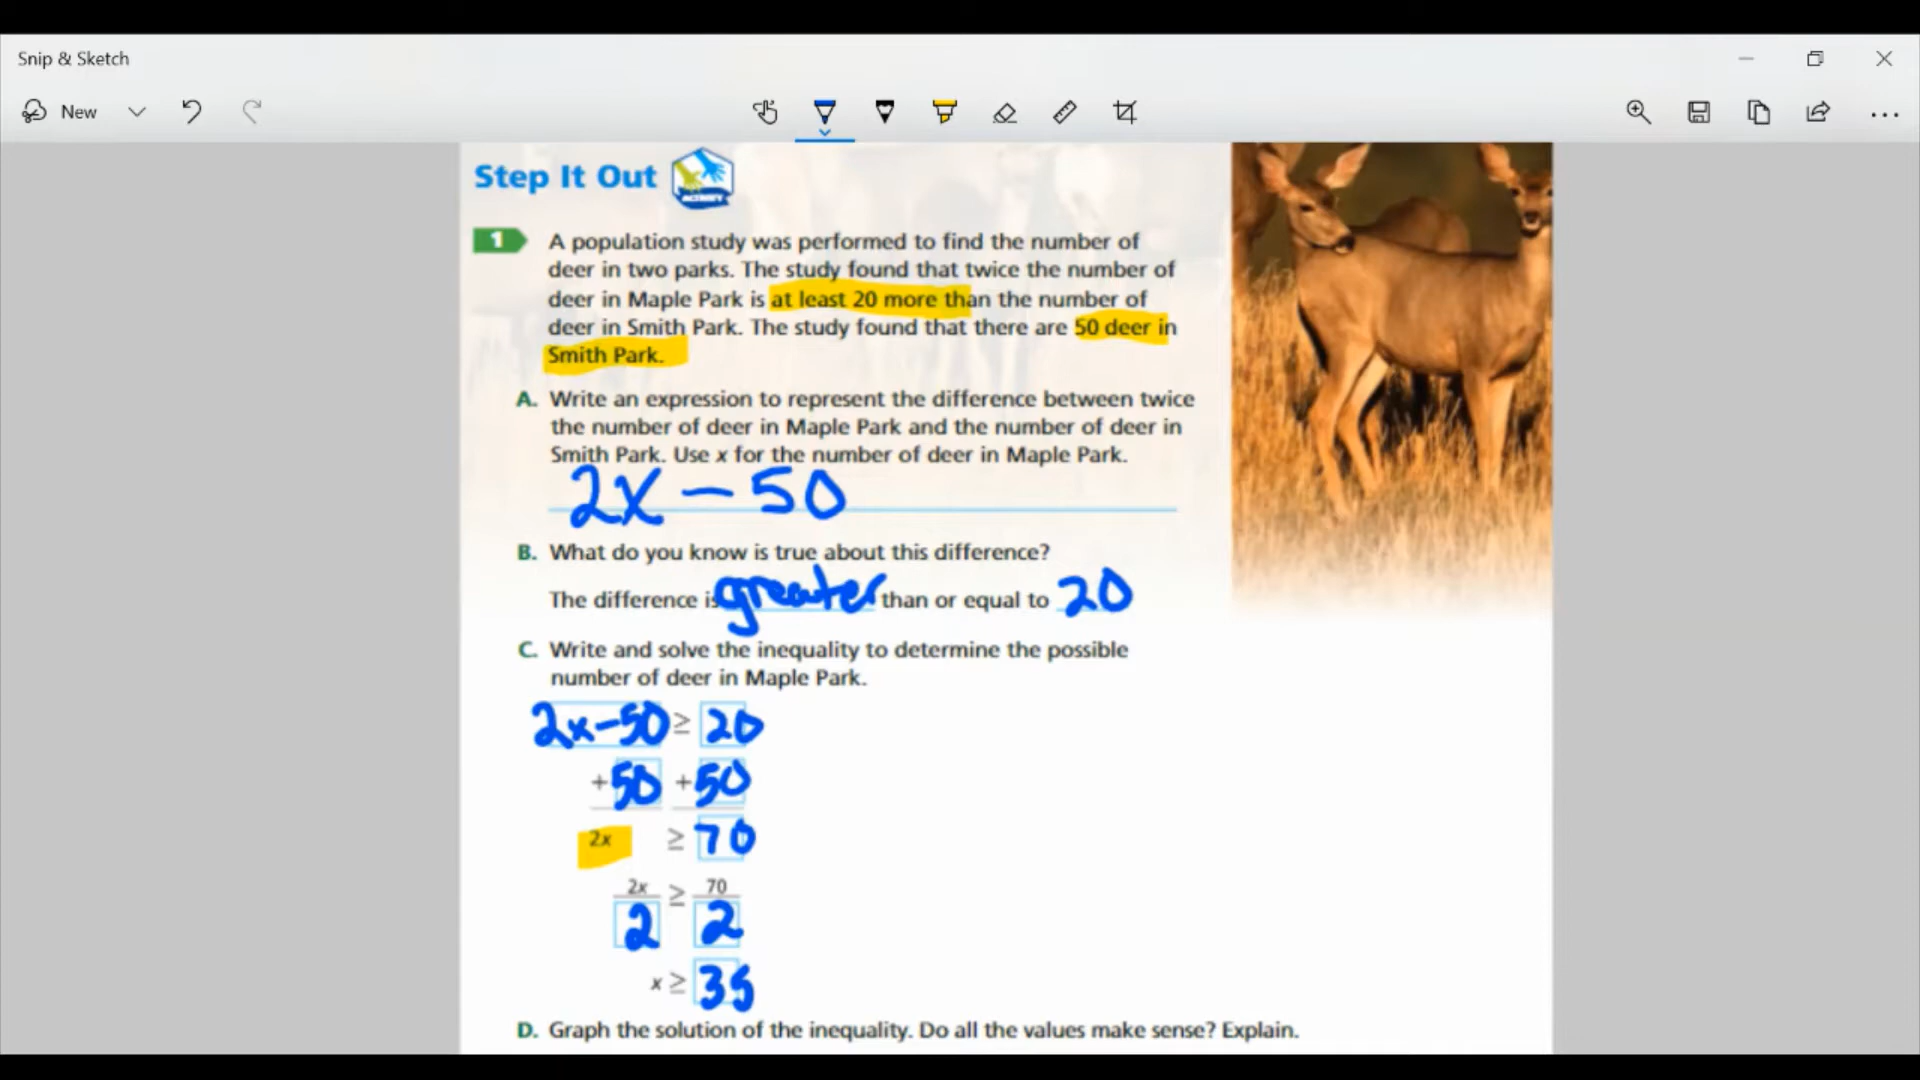 Snip & Sketch
New
Step It Out
ACTIVITY
1
A population study was performed to find the number of
deer in two parks. The study found that twice the number of
deer in Maple Park is at least 20 more than the number of
deer in Smith Park. The study found that there are 50 deer in
Smith Park.
A. Write an expression to represent the difference between twice
the number of deer in Maple Park and the number of deer in
Smith Park. Use x for the number of deer in Maple Park.
2x - 50
B. What do you know is true about this difference?
The difference is greater than or equal to 20
C. Write and solve the inequality to determine the possible
number of deer in Maple Park.
2x-50 ≥ 20
+50 +50
2x ≥ 70
2x ≥ 70
2 2
x ≥ 35
D. Graph the solution of the inequality. Do all the values make sense? Explain.